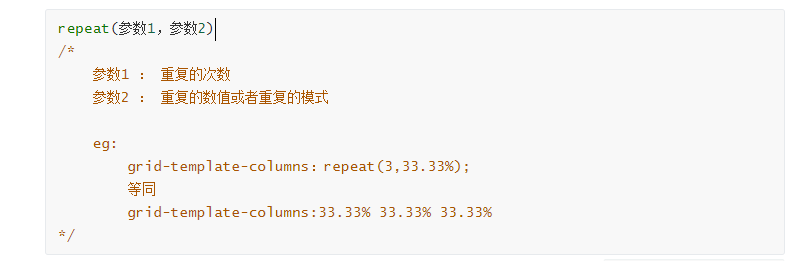 repeat(参数1，参数2)
/*
参数1 ： 重复的次数
参数2 ： 重复的数值或者重复的模式
eg:
grid-template-columns：repeat(3,33.33%);
等同
grid-template-columns:33.33% 33.33% 33.33%
*/